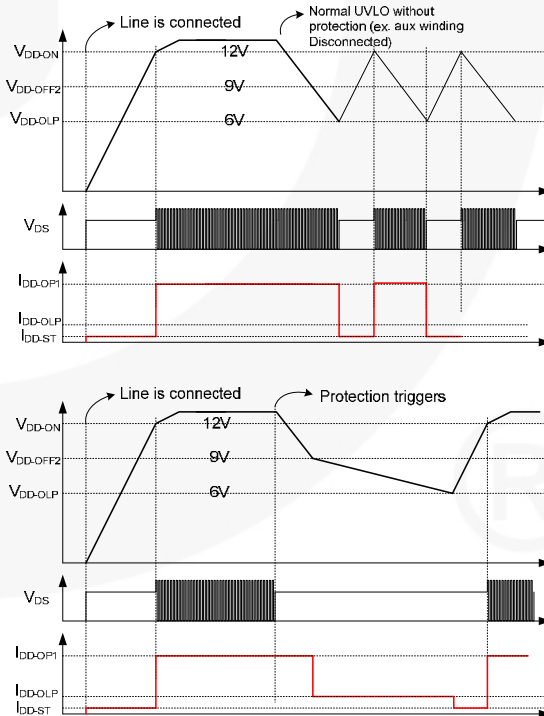 Line is connected
Normal UVLO without
protection (ex. aux winding
Disconnected)
VDD-ON
12V
VDD-OFF2
9V
VDD-OLP
6V
VDS
IDD-OP1
IDD-OLP
IDD-ST
Line is connected
Protection triggers
VDD-ON
12V
VDD-OFF2
9V
VDD-OLP
6V
VDS
IDD-OP1
IDD-OLP
IDD-ST
®